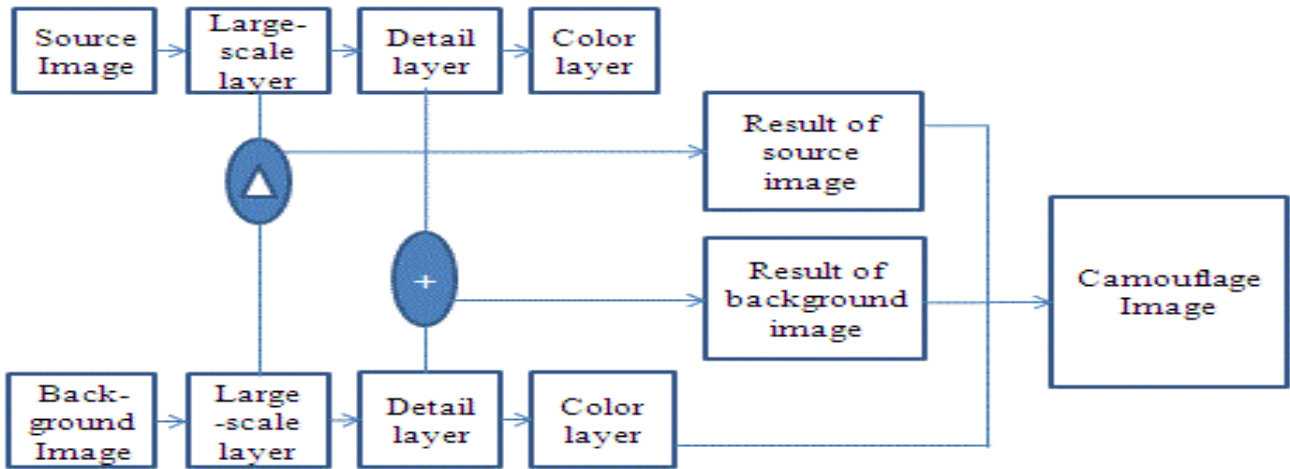 Source
Image
Large-
scale
layer
Detail
layer
Color
layer
Result of
source
image
+
Result of
background
image
Camouflage
Image
Back-
ground
Image
Large
-scale
layer
Detail
layer
Color
layer